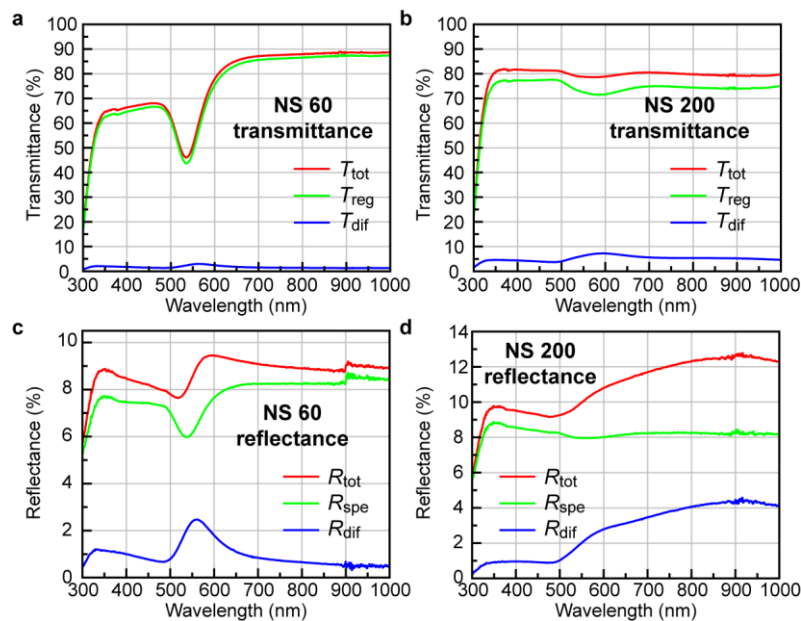 a
100
90
80
70
60
50
40
30
20
10
0
Transmittance (%)
NS 60
transmittance
Ttot
Treg
Tdif
300 400 500 600 700 800 900 1000
Wavelength (nm)
b
100
90
80
70
60
50
40
30
20
10
0
Transmittance (%)
NS 200
transmittance
Ttot
Treg
Tdif
300 400 500 600 700 800 900 1000
Wavelength (nm)
c
10
8
6
4
2
0
Reflectance (%)
NS 60
reflectance
Rtot
Rspe
Rdif
300 400 500 600 700 800 900 1000
Wavelength (nm)
d
14
12
10
8
6
4
2
0
Reflectance (%)
NS 200
reflectance
Rtot
Rspe
Rdif
300 400 500 600 700 800 900 1000
Wavelength (nm)